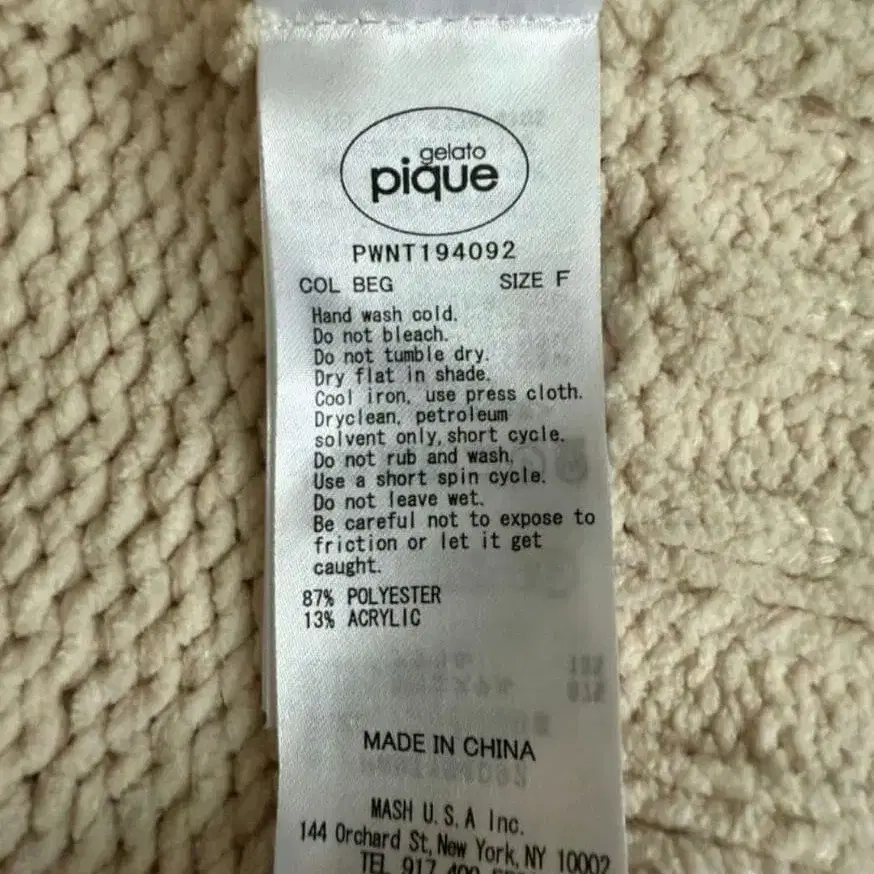 gelato
pique
PWNT194092
COL BEG SIZE F
Hand wash cold.
Do not bleach.
Do not tumble dry.
Dry flat in shade.
Cool iron, use press cloth.
Dryclean, petroleum
solvent only, short cycle.
Do not rub and wash.
Use a short spin cycle.
Do not leave wet.
Be careful not to expose to
friction or let it get
caught.
87% POLYESTER
13% ACRYLIC
MADE IN CHINA
MASH U.S.A Inc.
144 Orchard St, New York, NY 10002
TEL 917